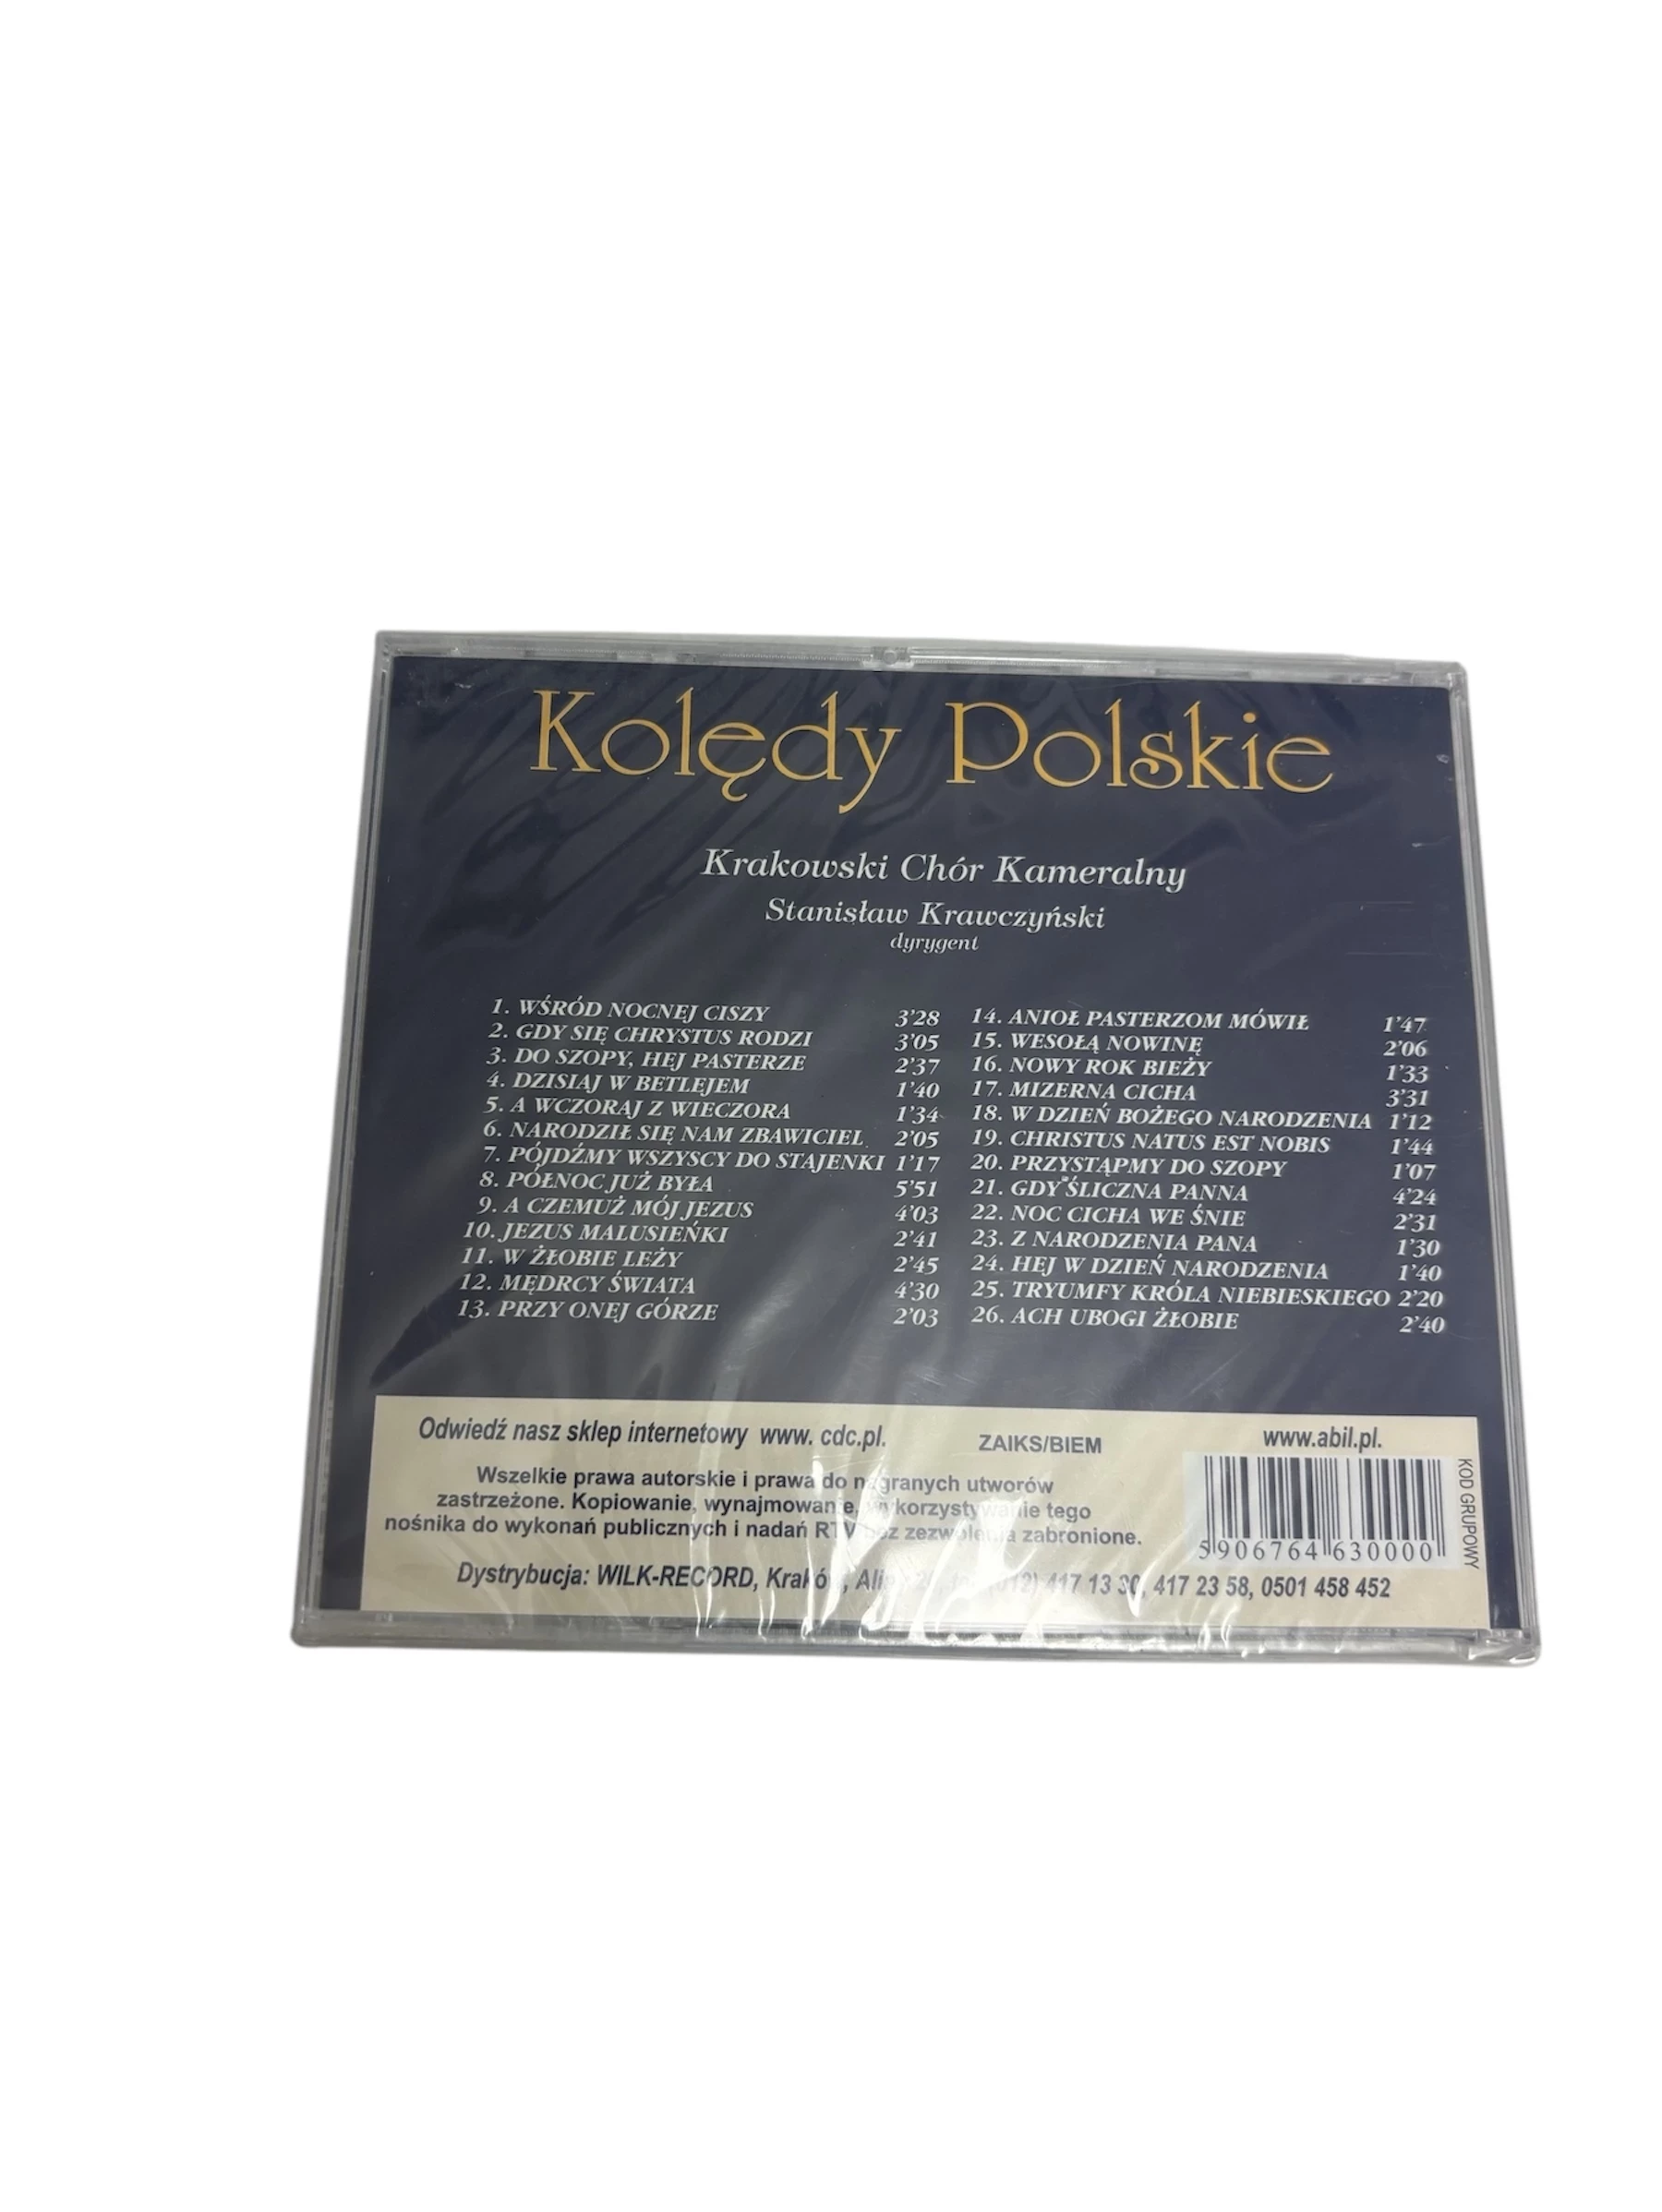 Kolędy Polskie
Krakowski Chór Kameralny
Stanisław Krawczyński
dyrygent
1. WŚRÓD NOCNEJ CISZY 3'28
2. GDY SIĘ CHRYSTUS RODZI 3'05
3. DO SZOPY, HEJ PASTERZE 2'37
4. DZISIAJ W BETLEJEM 1'40
5. A WCZORAJ Z WIECZORA 1'34
6. NARODZIŁ SIĘ NAM ZBAWICIEL 2'05
7. PÓJDŹMY WSZYSCY DO STAJENKI 1'17
8. PÓŁNOC JUŻ BYŁA 5'51
9. A CZEMUŻ MÓJ JEZUS 4'03
10. JEZUS MALUSIEŃKI 2'41
11. W ŻŁOBIE LEŻY 2'45
12. MĘDRCY ŚWIATA 4'30
13. PRZY ONEJ GÓRZE 2'03
14. ANIOŁ PASTERZOM MÓWIŁ 1'47
15. WESOŁĄ NOWINĘ 2'06
16. NOWY ROK BIEŻY 1'33
17. MIZERNA CICHA 3'31
18. W DZIEŃ BOŻEGO NARODZENIA 1'12
19. CHRISTUS NATUS EST NOBIS 1'44
20. PRZYSTĄPMY DO SZOPY 1'07
21. GDY ŚLICZNA PANNA 4'24
22. NOC CICHA WE ŚNIE 2'31
23. Z NARODZENIA PANA 1'30
24. HEJ W DZIEŃ NARODZENIA 1'40
25. TRYUMFY KRÓLA NIEBIESKIEGO 2'20
26. ACH UBOGI ŻŁOBIE 2'40
Odwiedź nasz sklep internetowy www. cdc.pl.
ZAIKS/BIEM
www.abil.pl.
Wszelkie prawa autorskie i prawa do nagranych utworów
zastrzeżone. Kopiowanie, wynajmowanie, wykorzystywanie tego
nośnika do wykonań publicznych i nadań RTV bez zezwolenia zabronione.
5906764630000
KOD GRUPOWY
Dystrybucja: WILK-RECORD, Kraków, (012) 417 13 30, 417 23 58, 0501 458 452